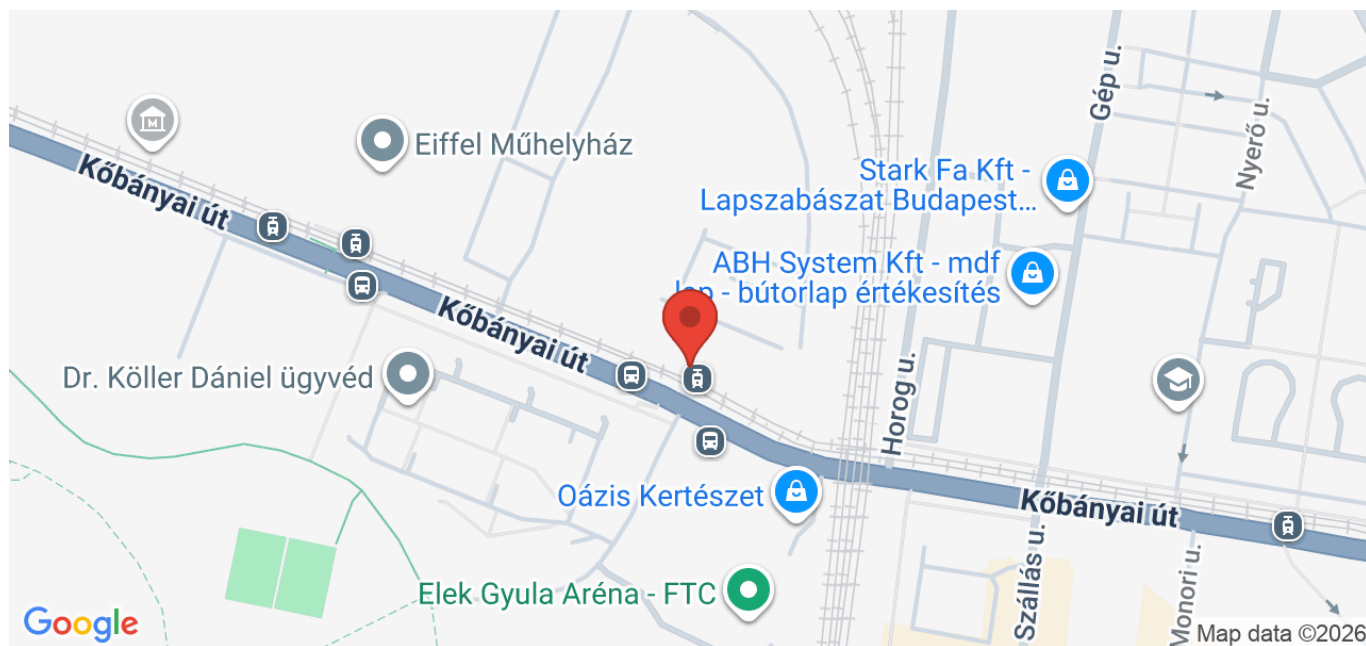 Gép u.
Nyerő u.
Eiffel Műhelyház
Kőbányai út
Stark Fa Kft -
Lapszabászat Budapest...
ABH System Kft - mdf
lap - bútorlap értékesítés
Kőbányai út
Dr. Köller Dániel ügyvéd
Horog u.
Oázis Kertészet
Kőbányai út
Szállás u.
Monori u.
Elek Gyula Aréna - FTC
Google
Map data ©2026